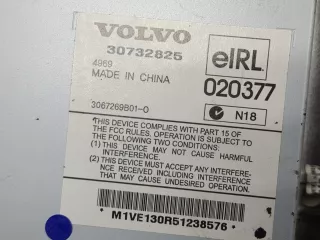 VOLVO
30732825
4969
MADE IN CHINA
eIRL
020377
3067269B01-0
N18
THIS DEVICE COMPLIES WITH PART 15 OF
THE FCC RULES. OPERATION IS SUBJECT TO
THE FOLLOWING TWO CONDITIONS:
(1) THIS DEVICE MAY NOT CAUSE HARMFUL
INTERFERENCE, AND
(2) THIS DEVICE MUST ACCEPT ANY INTERFERE-
ENCE RECEIVED, INCLUDING INTERFERENCE
THAT MAY CAUSE UNDESIRED OPERATION.
M1VE130R51238576